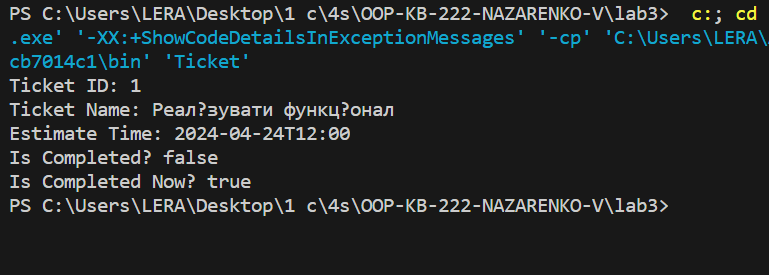 PS C:\Users\LERA\Desktop\1 c\4s\OOP-KB-222-NAZARENKO-V\lab3>  c:; cd
.exe' '-XX:+ShowCodeDetailsInExceptionMessages' '-cp' 'C:\Users\LERA\
cb7014c1\bin' 'Ticket'
Ticket ID: 1
Ticket Name: Реал?зувати функц?онал
Estimate Time: 2024-04-24T12:00
Is Completed? false
Is Completed Now? true
PS C:\Users\LERA\Desktop\1 c\4s\OOP-KB-222-NAZARENKO-V\lab3>